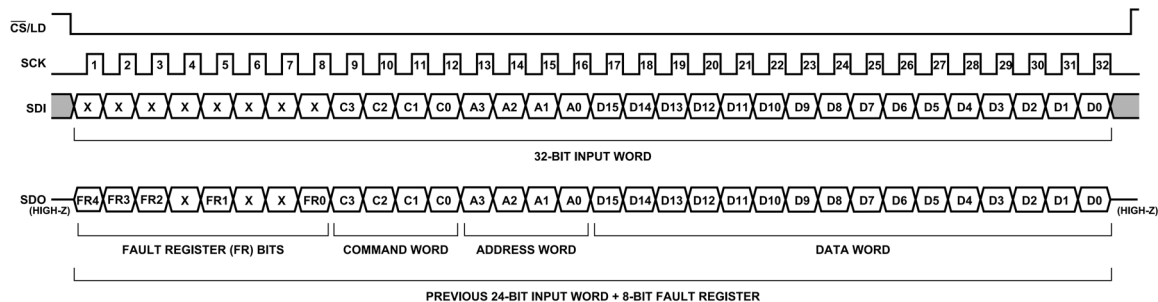 CS/LD
SCK 1 2 3 4 5 6 7 8 9 10 11 12 13 14 15 16 17 18 19 20 21 22 23 24 25 26 27 28 29 30 31 32
SDI X X X X X X X X C3 C2 C1 C0 A3 A2 A1 A0 D15 D14 D13 D12 D11 D10 D9 D8 D7 D6 D5 D4 D3 D2 D1 D0
32-BIT INPUT WORD
SDO FR4 FR3 FR2 X FR1 X X FR0 C3 C2 C1 C0 A3 A2 A1 A0 D15 D14 D13 D12 D11 D10 D9 D8 D7 D6 D5 D4 D3 D2 D1 D0
(HIGH-Z) (HIGH-Z)
FAULT REGISTER (FR) BITS COMMAND WORD ADDRESS WORD DATA WORD
PREVIOUS 24-BIT INPUT WORD + 8-BIT FAULT REGISTER